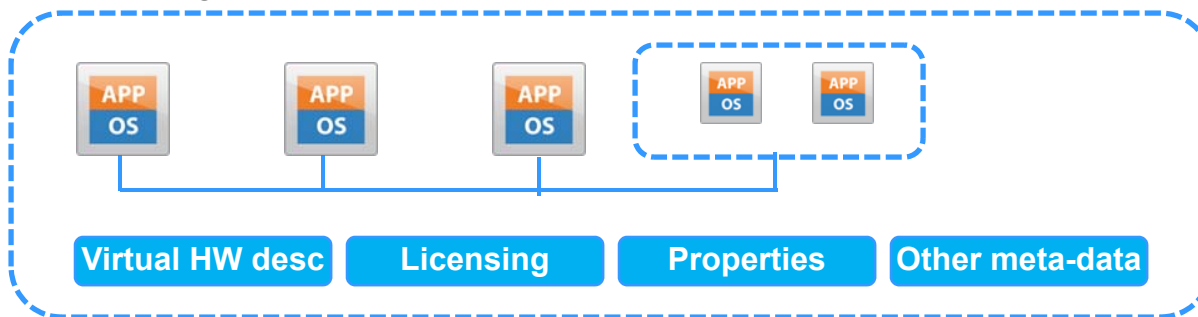 APP
OS
APP
OS
APP
OS
APP
OS
APP
OS
Virtual HW desc
Licensing
Properties
Other meta-data